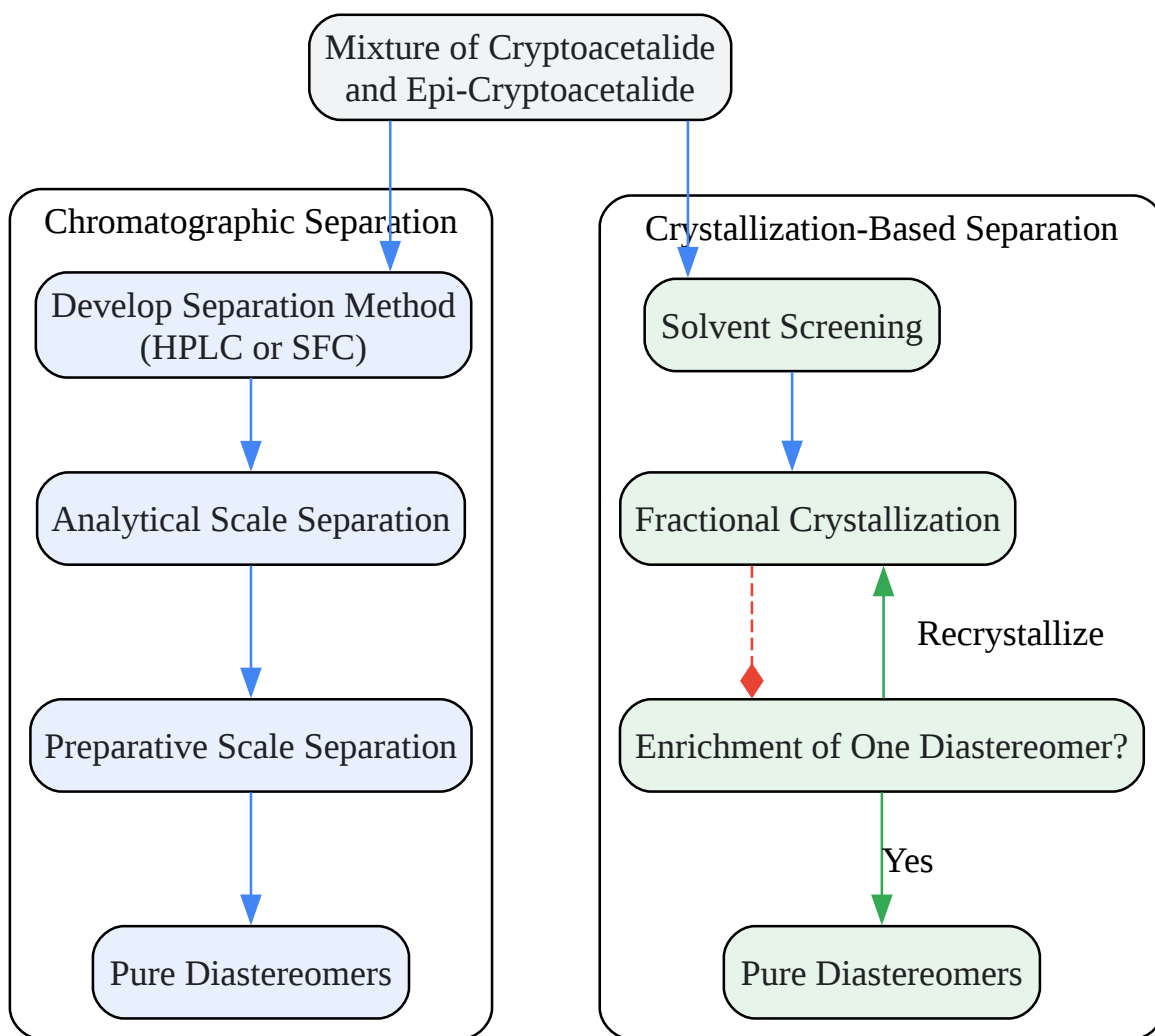 Mixture of Cryptoacetalide
and Epi-Cryptoacetalide
Chromatographic Separation
Develop Separation Method
(HPLC or SFC)
Analytical Scale Separation
Preparative Scale Separation
Pure Diastereomers
Crystallization-Based Separation
Solvent Screening
Fractional Crystallization
Recrystallize
Enrichment of One Diastereomer?
Yes
Pure Diastereomers